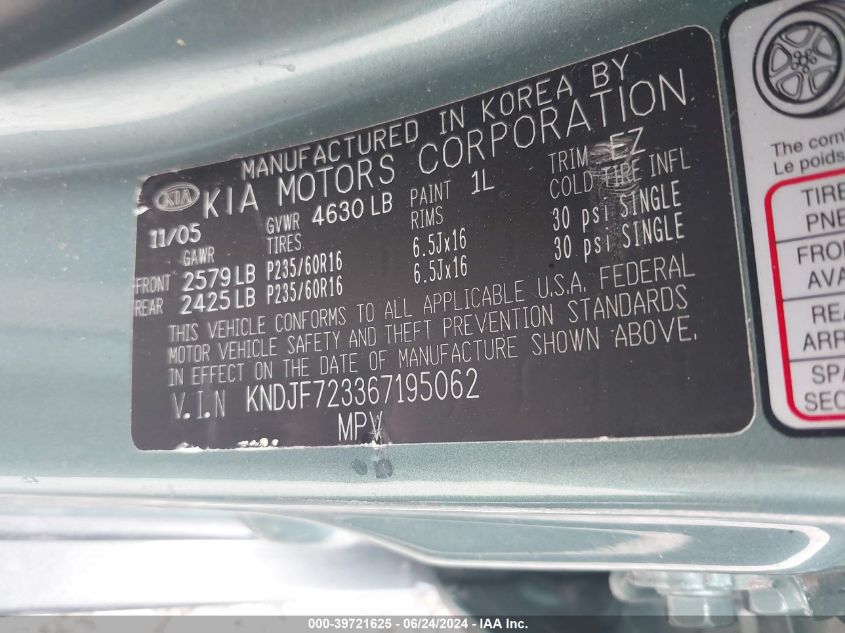 MANUFACTURED IN KOREA BY
KIA KIA MOTORS CORPORATION
11/05 GVWR 4630 LB PAINT 1L TRIM EZ
GAWR TIRES RIMS COLD TIRE INFL
FRONT 2579 LB P235/60R16 6.5Jx16 30 psi SINGLE
REAR 2425 LB P235/60R16 6.5Jx16 30 psi SINGLE
THIS VEHICLE CONFORMS TO ALL APPLICABLE U.S.A. FEDERAL
MOTOR VEHICLE SAFETY AND THEFT PREVENTION STANDARDS
IN EFFECT ON THE DATE OF MANUFACTURE SHOWN ABOVE.
V.I.N KNDJF723367195062
MPV
The com
Le poids
TIRE
PNE
FRO
AVA
REA
ARR
SPA
SEC
000-39721625 - 06/24/2024 - IAA Inc.